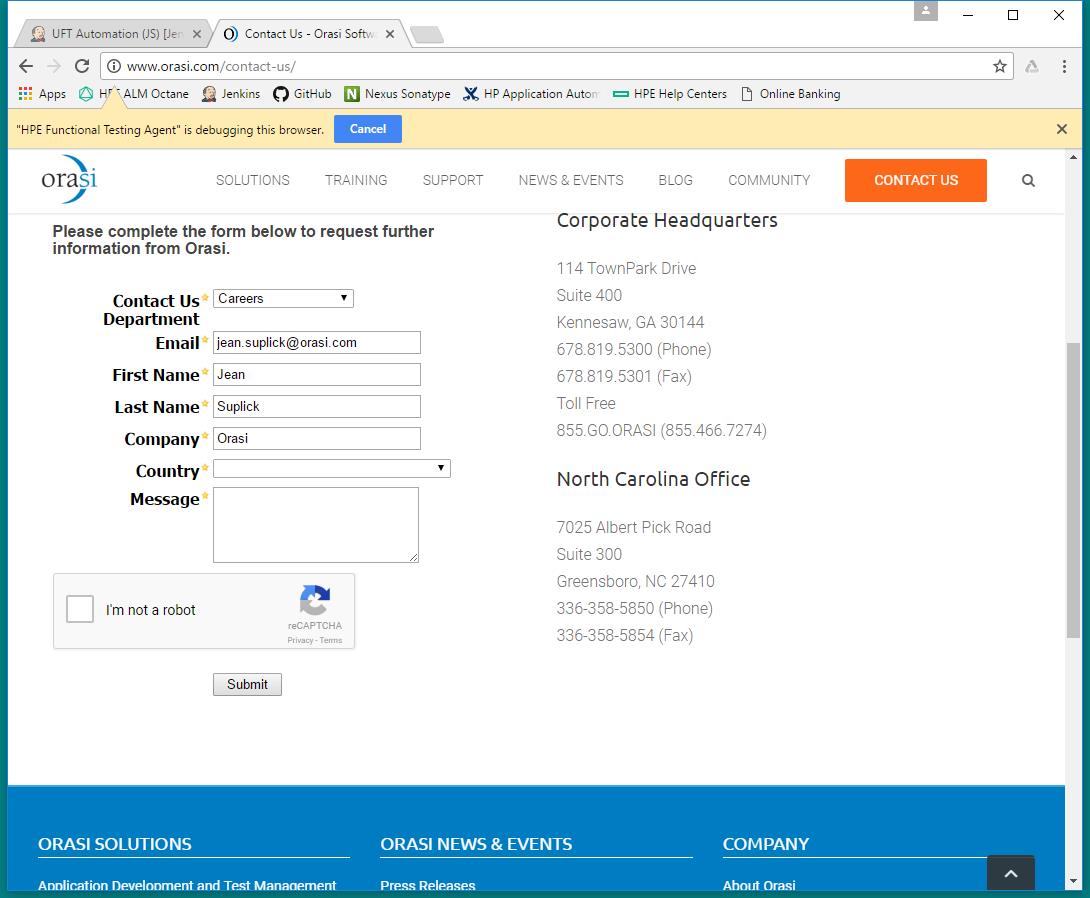 UFT Automation (JS) [Jen
Contact Us - Orasi Softw
www.orasi.com/contact-us/
Apps
ALM Octane
Jenkins
GitHub
Nexus Sonatype
HP Application Autom
HPE Help Centers
Online Banking
"HPE Functional Testing Agent" is debugging this browser.
Cancel
orasi
SOLUTIONS
TRAINING
SUPPORT
NEWS & EVENTS
BLOG
COMMUNITY
CONTACT US
Please complete the form below to request further
information from Orasi.
Contact Us
Department
Careers
Email
jean.suplick@orasi.com
First Name
Jean
Last Name
Suplick
Company
Orasi
Country
Message
I'm not a robot
reCAPTCHA
Privacy - Terms
Submit
Corporate Headquarters
114 TownPark Drive
Suite 400
Kennesaw, GA 30144
678.819.5300 (Phone)
678.819.5301 (Fax)
Toll Free
855.GO.ORASI (855.466.7274)
North Carolina Office
7025 Albert Pick Road
Suite 300
Greensboro, NC 27410
336-358-5850 (Phone)
336-358-5854 (Fax)
ORASI SOLUTIONS
Application Development and Test Management
ORASI NEWS & EVENTS
Press Releases
COMPANY
About Orasi